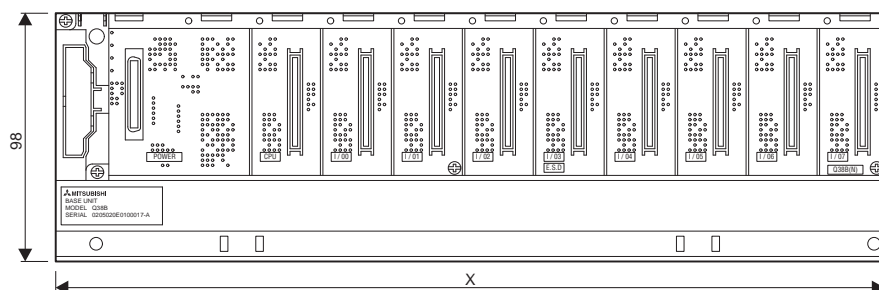 98
POWER
CPU
I / 00
I / 01
I / 02
I / 03
I / 04
I / 05
I / 06
I / 07
E.S.D
Q38B(N)
MITSUBISHI
BASE UNIT
MODEL Q38B
SERIAL 0205020E0100017-A
X